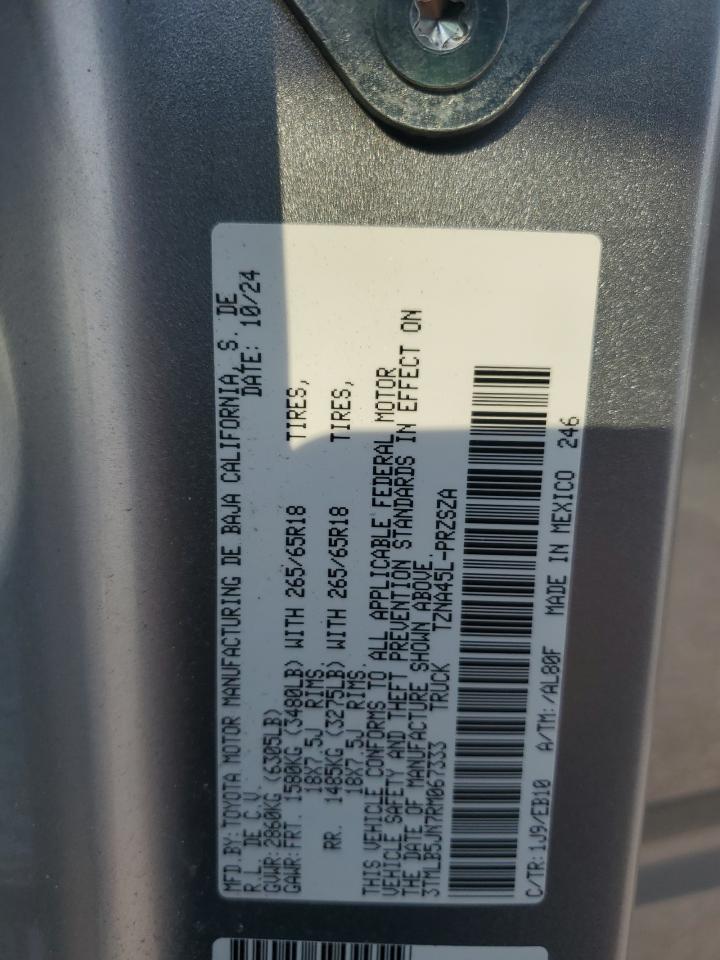 MFD.BY:TOYOTA MOTOR MANUFACTURING DE BAJA CALIFORNIA, S. DE
R.L. DE C.V. DATE: 10/24
GVWR:2860KG (6305LB)
GAWR:FRT. 1580KG (3480LB) WITH 265/65R18 TIRES,
18X7.5J RIMS.
RR. 1485KG (3275LB) WITH 265/65R18 TIRES,
18X7.5J RIMS.
THIS VEHICLE CONFORMS TO ALL APPLICABLE FEDERAL MOTOR
VEHICLE SAFETY AND THEFT PREVENTION STANDARDS IN EFFECT ON
THE DATE OF MANUFACTURE SHOWN ABOVE.
3TMLB5JN7RM067333 TRUCK TZNA45L-PRZSZA
C/TR:1J9/EB10 A/TM:/AL80F MADE IN MEXICO 246